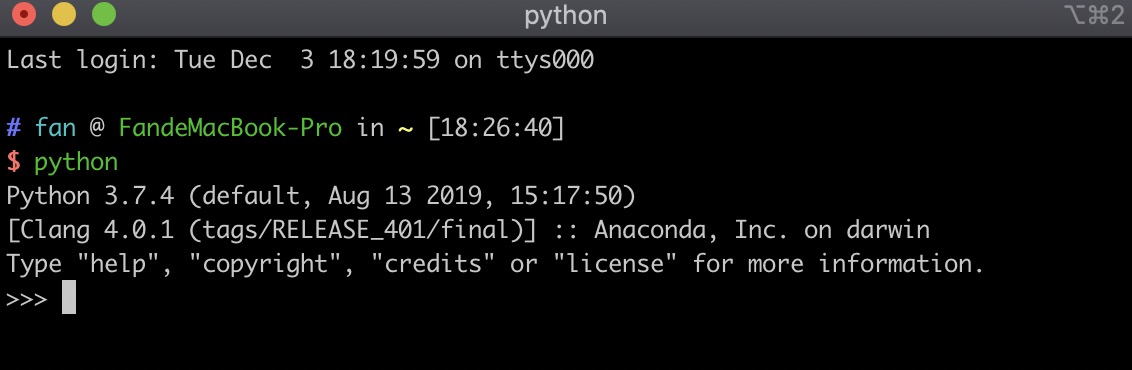 python
⌥⌘2
Last login: Tue Dec  3 18:19:59 on ttys000
# fan @ FandeMacBook-Pro in ~ [18:26:40]
$ python
Python 3.7.4 (default, Aug 13 2019, 15:17:50)
[Clang 4.0.1 (tags/RELEASE_401/final)] :: Anaconda, Inc. on darwin
Type "help", "copyright", "credits" or "license" for more information.
>>>